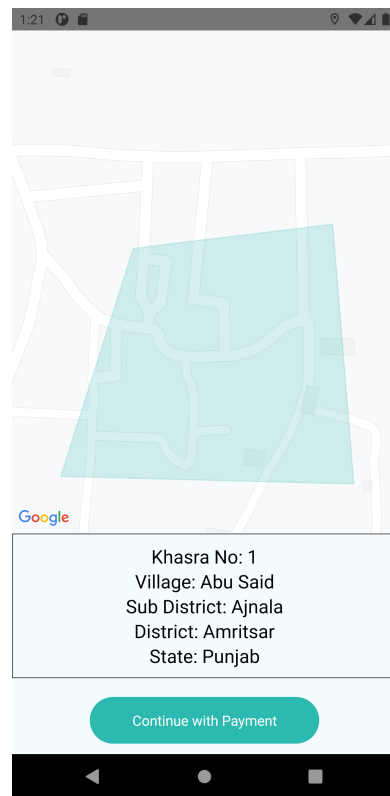 1:21
Google
Khasra No: 1
Village: Abu Said
Sub District: Ajnala
District: Amritsar
State: Punjab
Continue with Payment